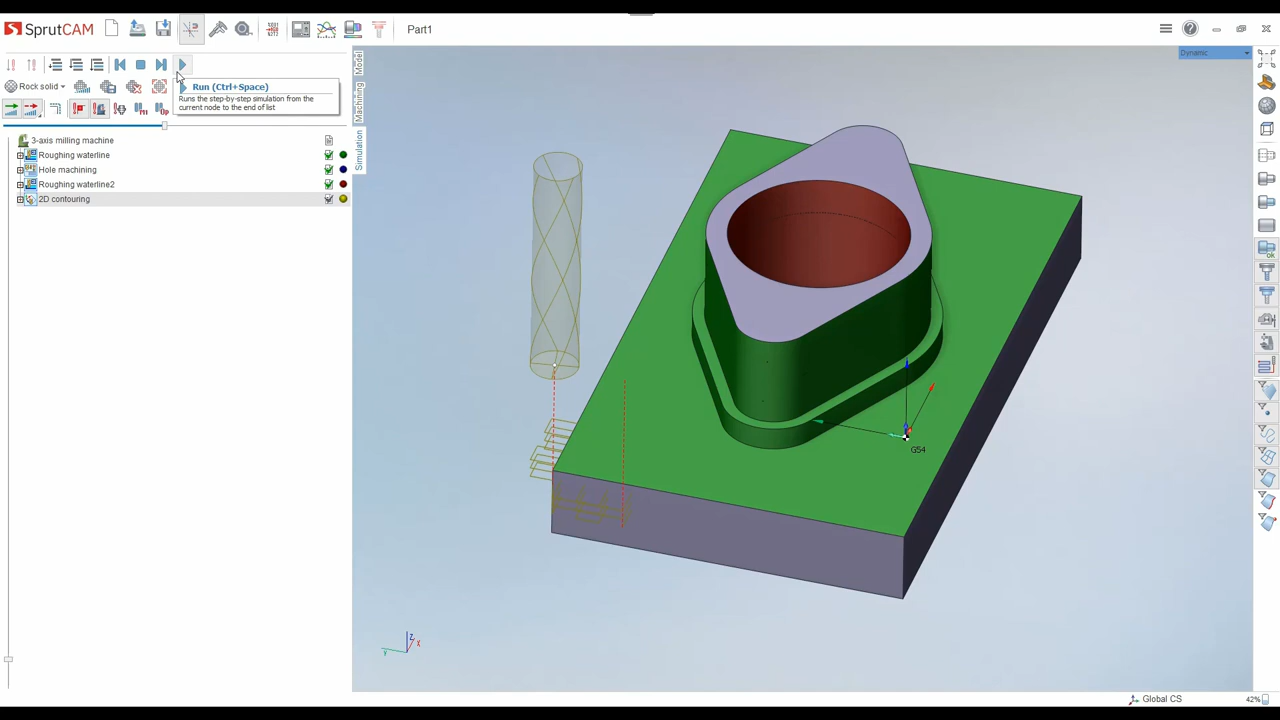 SprutCAM
Part1
Dynamic
Model
Machining
Simulation
Run (Ctrl+Space)
Runs the step-by-step simulation from the
current node to the end of list
Rock solid
3-axis milling machine
Roughing waterline
Hole machining
Roughing waterline2
2D contouring
G54
Z
X
Y
Global CS
42%